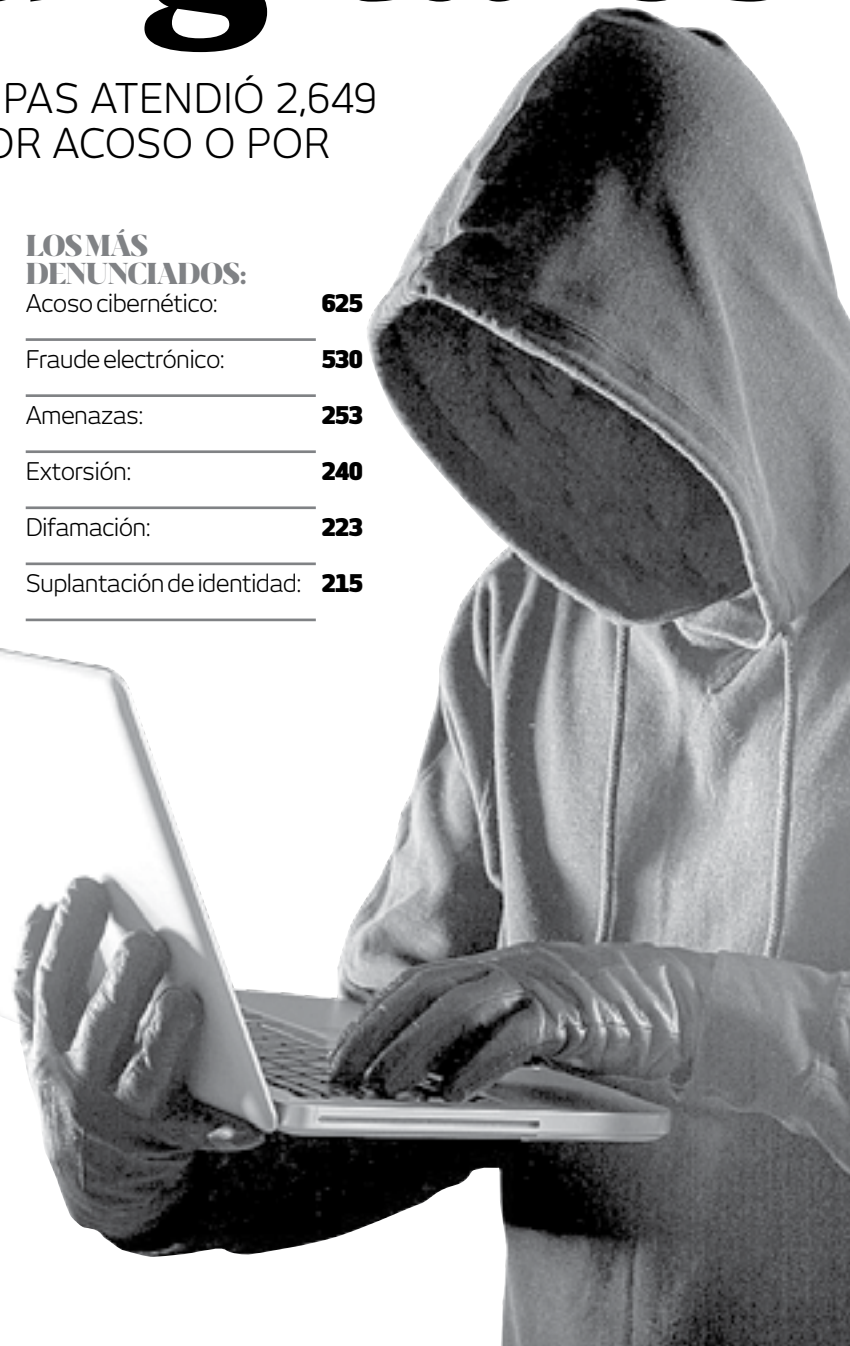 PAS ATENDIÓ 2,649
OR ACOSO O POR
LOS MÁS
DENUNCIADOS:
Acoso cibernético: 625
Fraude electrónico: 530
Amenazas: 253
Extorsión: 240
Difamación: 223
Suplantación de identidad: 215